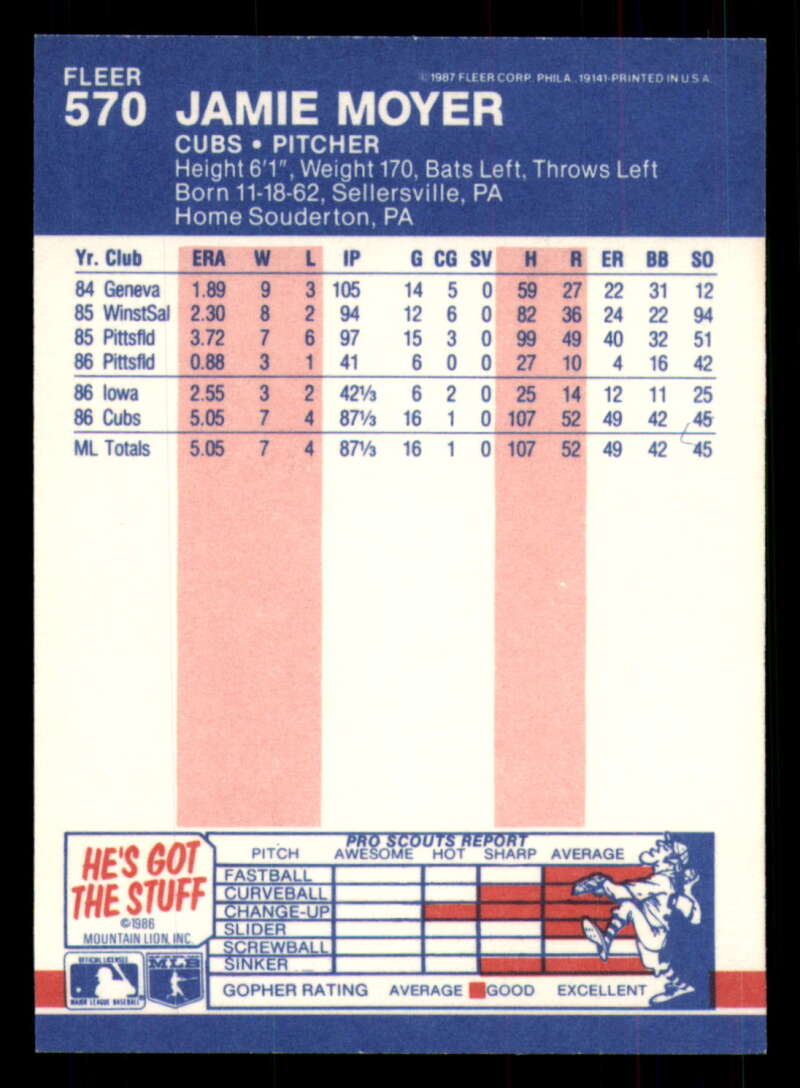 FLEER
570 JAMIE MOYER
©1987 FLEER CORP. PHILA. 19141-PRINTED IN U S A
CUBS • PITCHER
Height 6'1", Weight 170, Bats Left, Throws Left
Born 11-18-62, Sellersville, PA
Home Souderton, PA
Yr. Club ERA W L IP G CG SV H R ER BB SO
84 Geneva 1.89 9 3 105 14 5 0 59 27 22 31 12
85 WinstSal 2.30 8 2 94 12 6 0 82 36 24 22 94
85 Pittsfld 3.72 7 6 97 15 3 0 99 49 40 32 51
86 Pittsfld 0.88 3 1 41 6 0 0 27 10 4 16 42
86 Iowa 2.55 3 2 42⅓ 6 2 0 25 14 12 11 25
86 Cubs 5.05 7 4 87⅓ 16 1 0 107 52 49 42 45
ML Totals 5.05 7 4 87⅓ 16 1 0 107 52 49 42 45
HE'S GOT
THE STUFF
©1986
MOUNTAIN LION, INC.
PRO SCOUTS REPORT
PITCH AWESOME HOT SHARP AVERAGE
FASTBALL
CURVEBALL
CHANGE-UP
SLIDER
SCREWBALL
SINKER
GOPHER RATING AVERAGE GOOD EXCELLENT
OFFICIAL LICENSEE
MAJOR LEAGUE BASEBALL
MLB